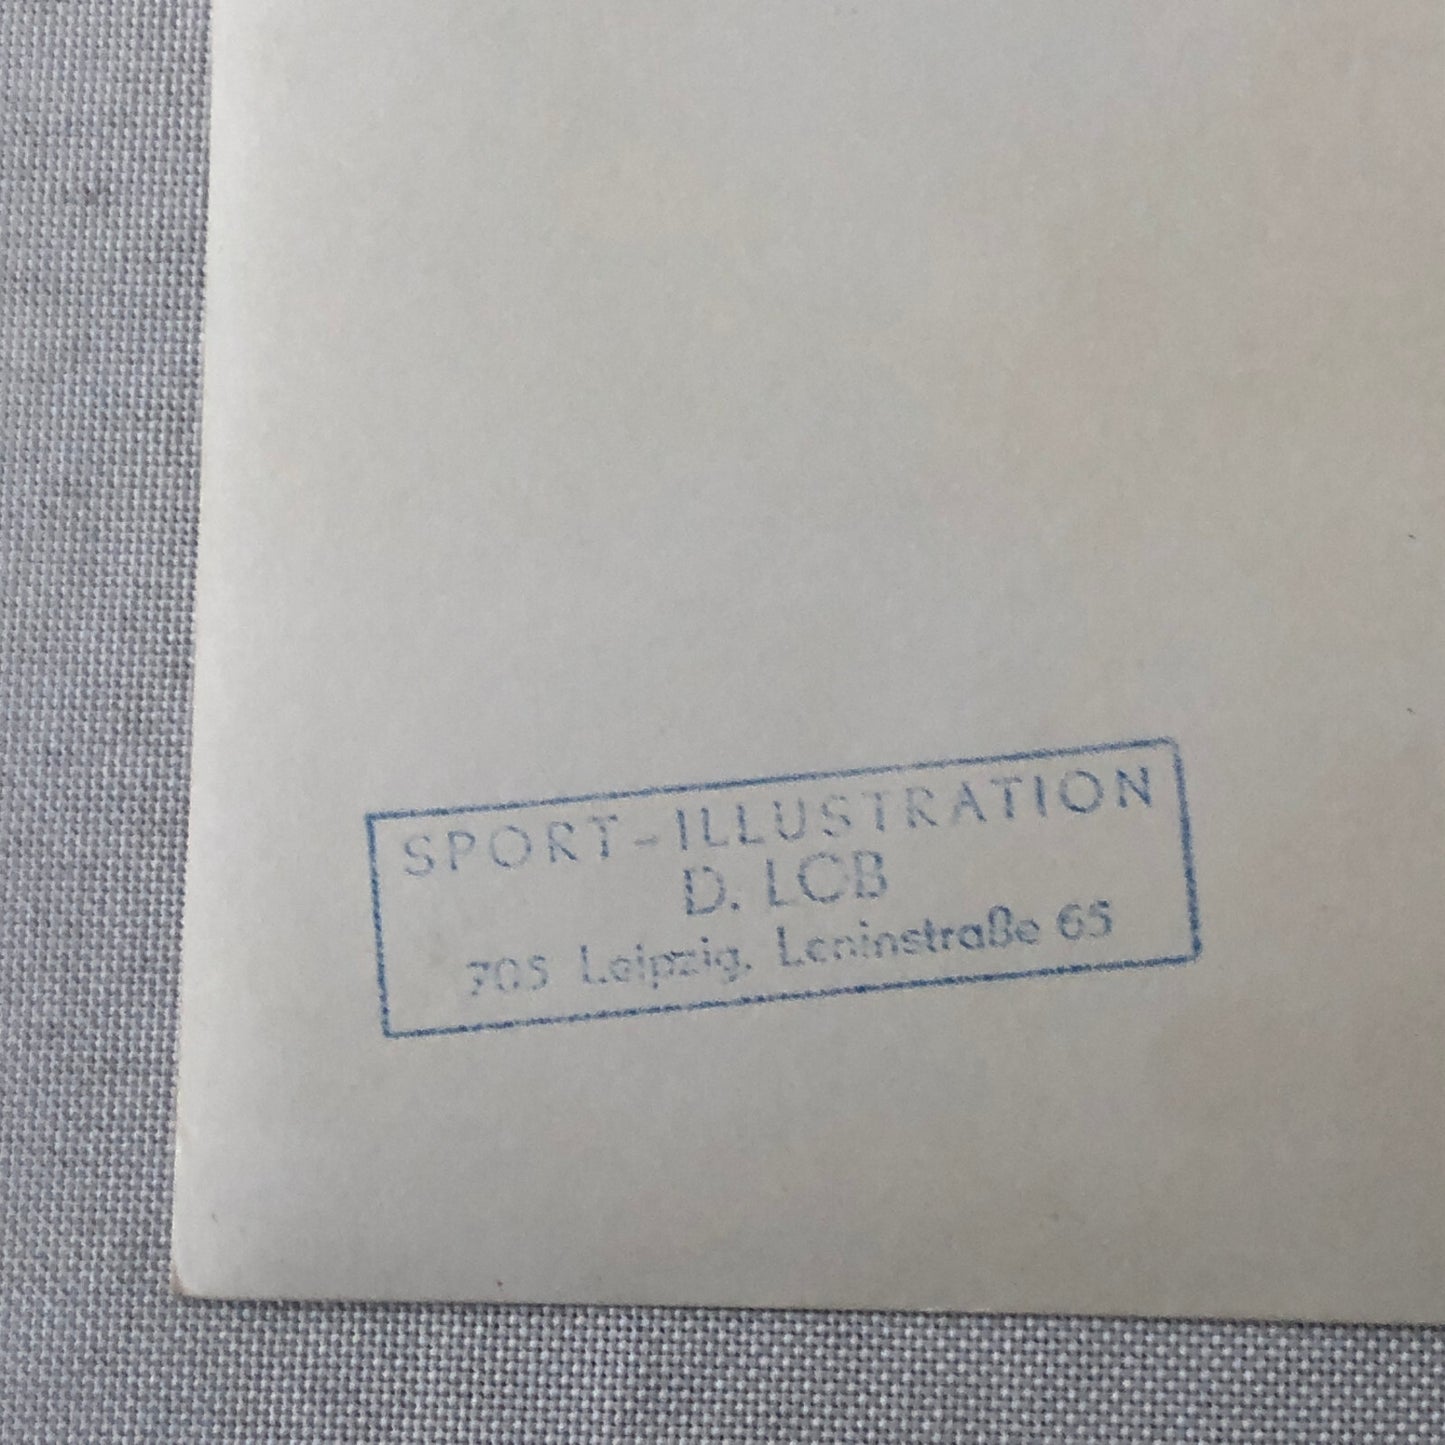 SPORT-ILLUSTRATION
D. LOB
705 Leipzig, Leninstraße 65